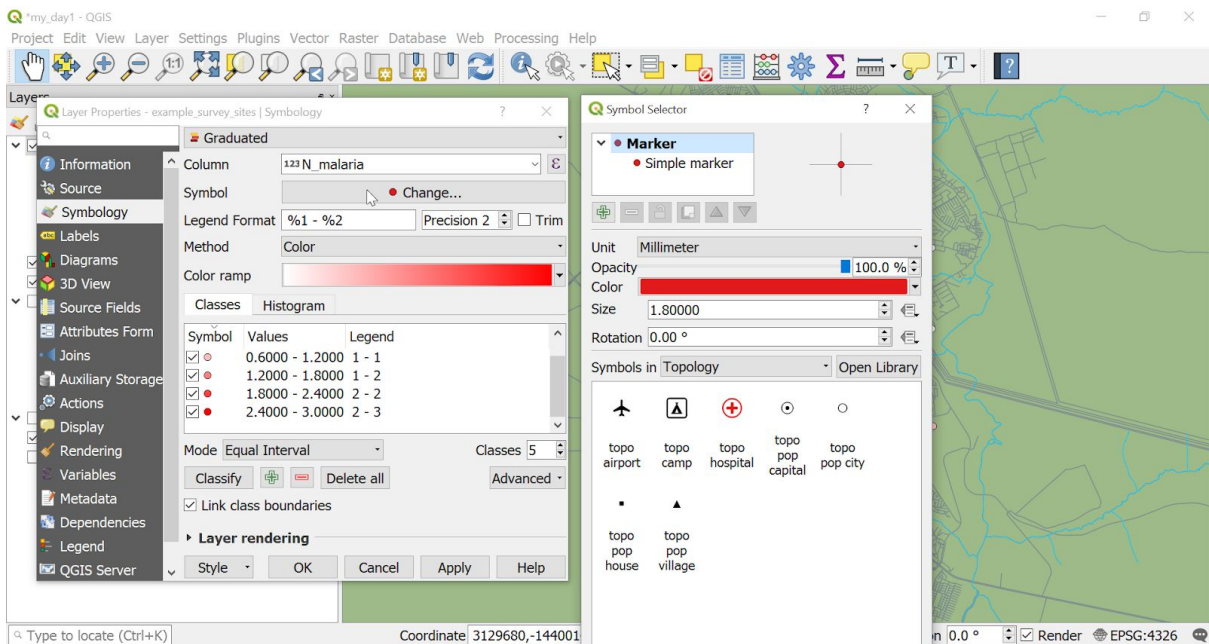 *my_day1 - QGIS
Project Edit View Layer Settings Plugins Vector Raster Database Web Processing Help
1:1
T
?
Layers
Layer Properties - example_survey_sites | Symbology
Information
Source
Symbology
abc Labels
Diagrams
3D View
Source Fields
Attributes Form
Joins
Auxiliary Storage
Actions
Display
Rendering
Variables
Metadata
Dependencies
Legend
QGIS Server
Graduated
Column 123 N_malaria ε
Symbol Change...
Legend Format %1 - %2 Precision 2 Trim
Method Color
Color ramp
Classes Histogram
Symbol Values Legend
0.6000 - 1.2000 1 - 1
1.2000 - 1.8000 1 - 2
1.8000 - 2.4000 2 - 2
2.4000 - 3.0000 2 - 3
Mode Equal Interval Classes 5
Classify Delete all Advanced
Link class boundaries
Layer rendering
Style OK Cancel Apply Help
Symbol Selector ?
Marker
Simple marker
Unit Millimeter
Opacity 100.0 %
Color
Size 1.80000
Rotation 0.00 °
Symbols in Topology Open Library
topo airport
topo camp
topo hospital
topo pop capital
topo pop city
topo pop house
topo pop village
Type to locate (Ctrl+K) Coordinate 3129680,-144001 0.0 ° Render EPSG:4326